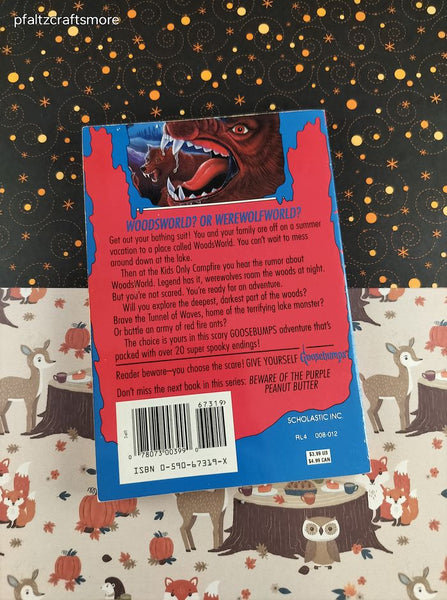 pfaltzcraftsmore
WOODSWORLD? OR WEREWOLFWORLD?
Get out your bathing suit! You and your family are off on a summer
vacation to a place called WoodsWorld. You can't wait to mess
around down at the lake.
Then at the Kids Only Campfire you hear the rumor about
WoodsWorld. Legend has it, werewolves roam the woods at night.
But you're not scared. You're ready for an adventure.
Will you explore the deepest, darkest part of the woods?
Brave the Tunnel of Waves, home of the terrifying lake monster?
Or battle an army of red fire ants?
The choice is yours in this scary GOOSEBUMPS adventure that's
packed with over 20 super spooky endings!
Reader beware—you choose the scare! GIVE YOURSELF Goosebumps
Don't miss the next book in this series: BEWARE OF THE PURPLE
PEANUT BUTTER
67319
0 78073 00399 0
ISBN 0-590-67319-X
SCHOLASTIC INC.
RL4 008-012
$3.99 US
$4.99 CAN